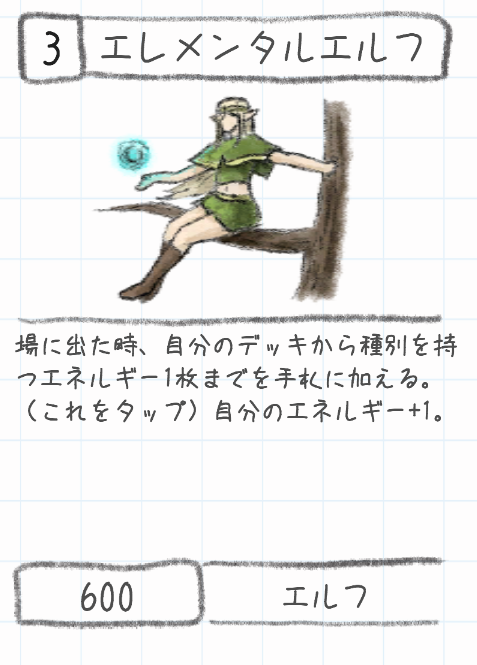 3 エレメンタルエルフ
場に出た時、自分のデッキから種別を持
つエネルギー1枚までを手札に加える。
（これをタップ）自分のエネルギー+1。
600 エルフ